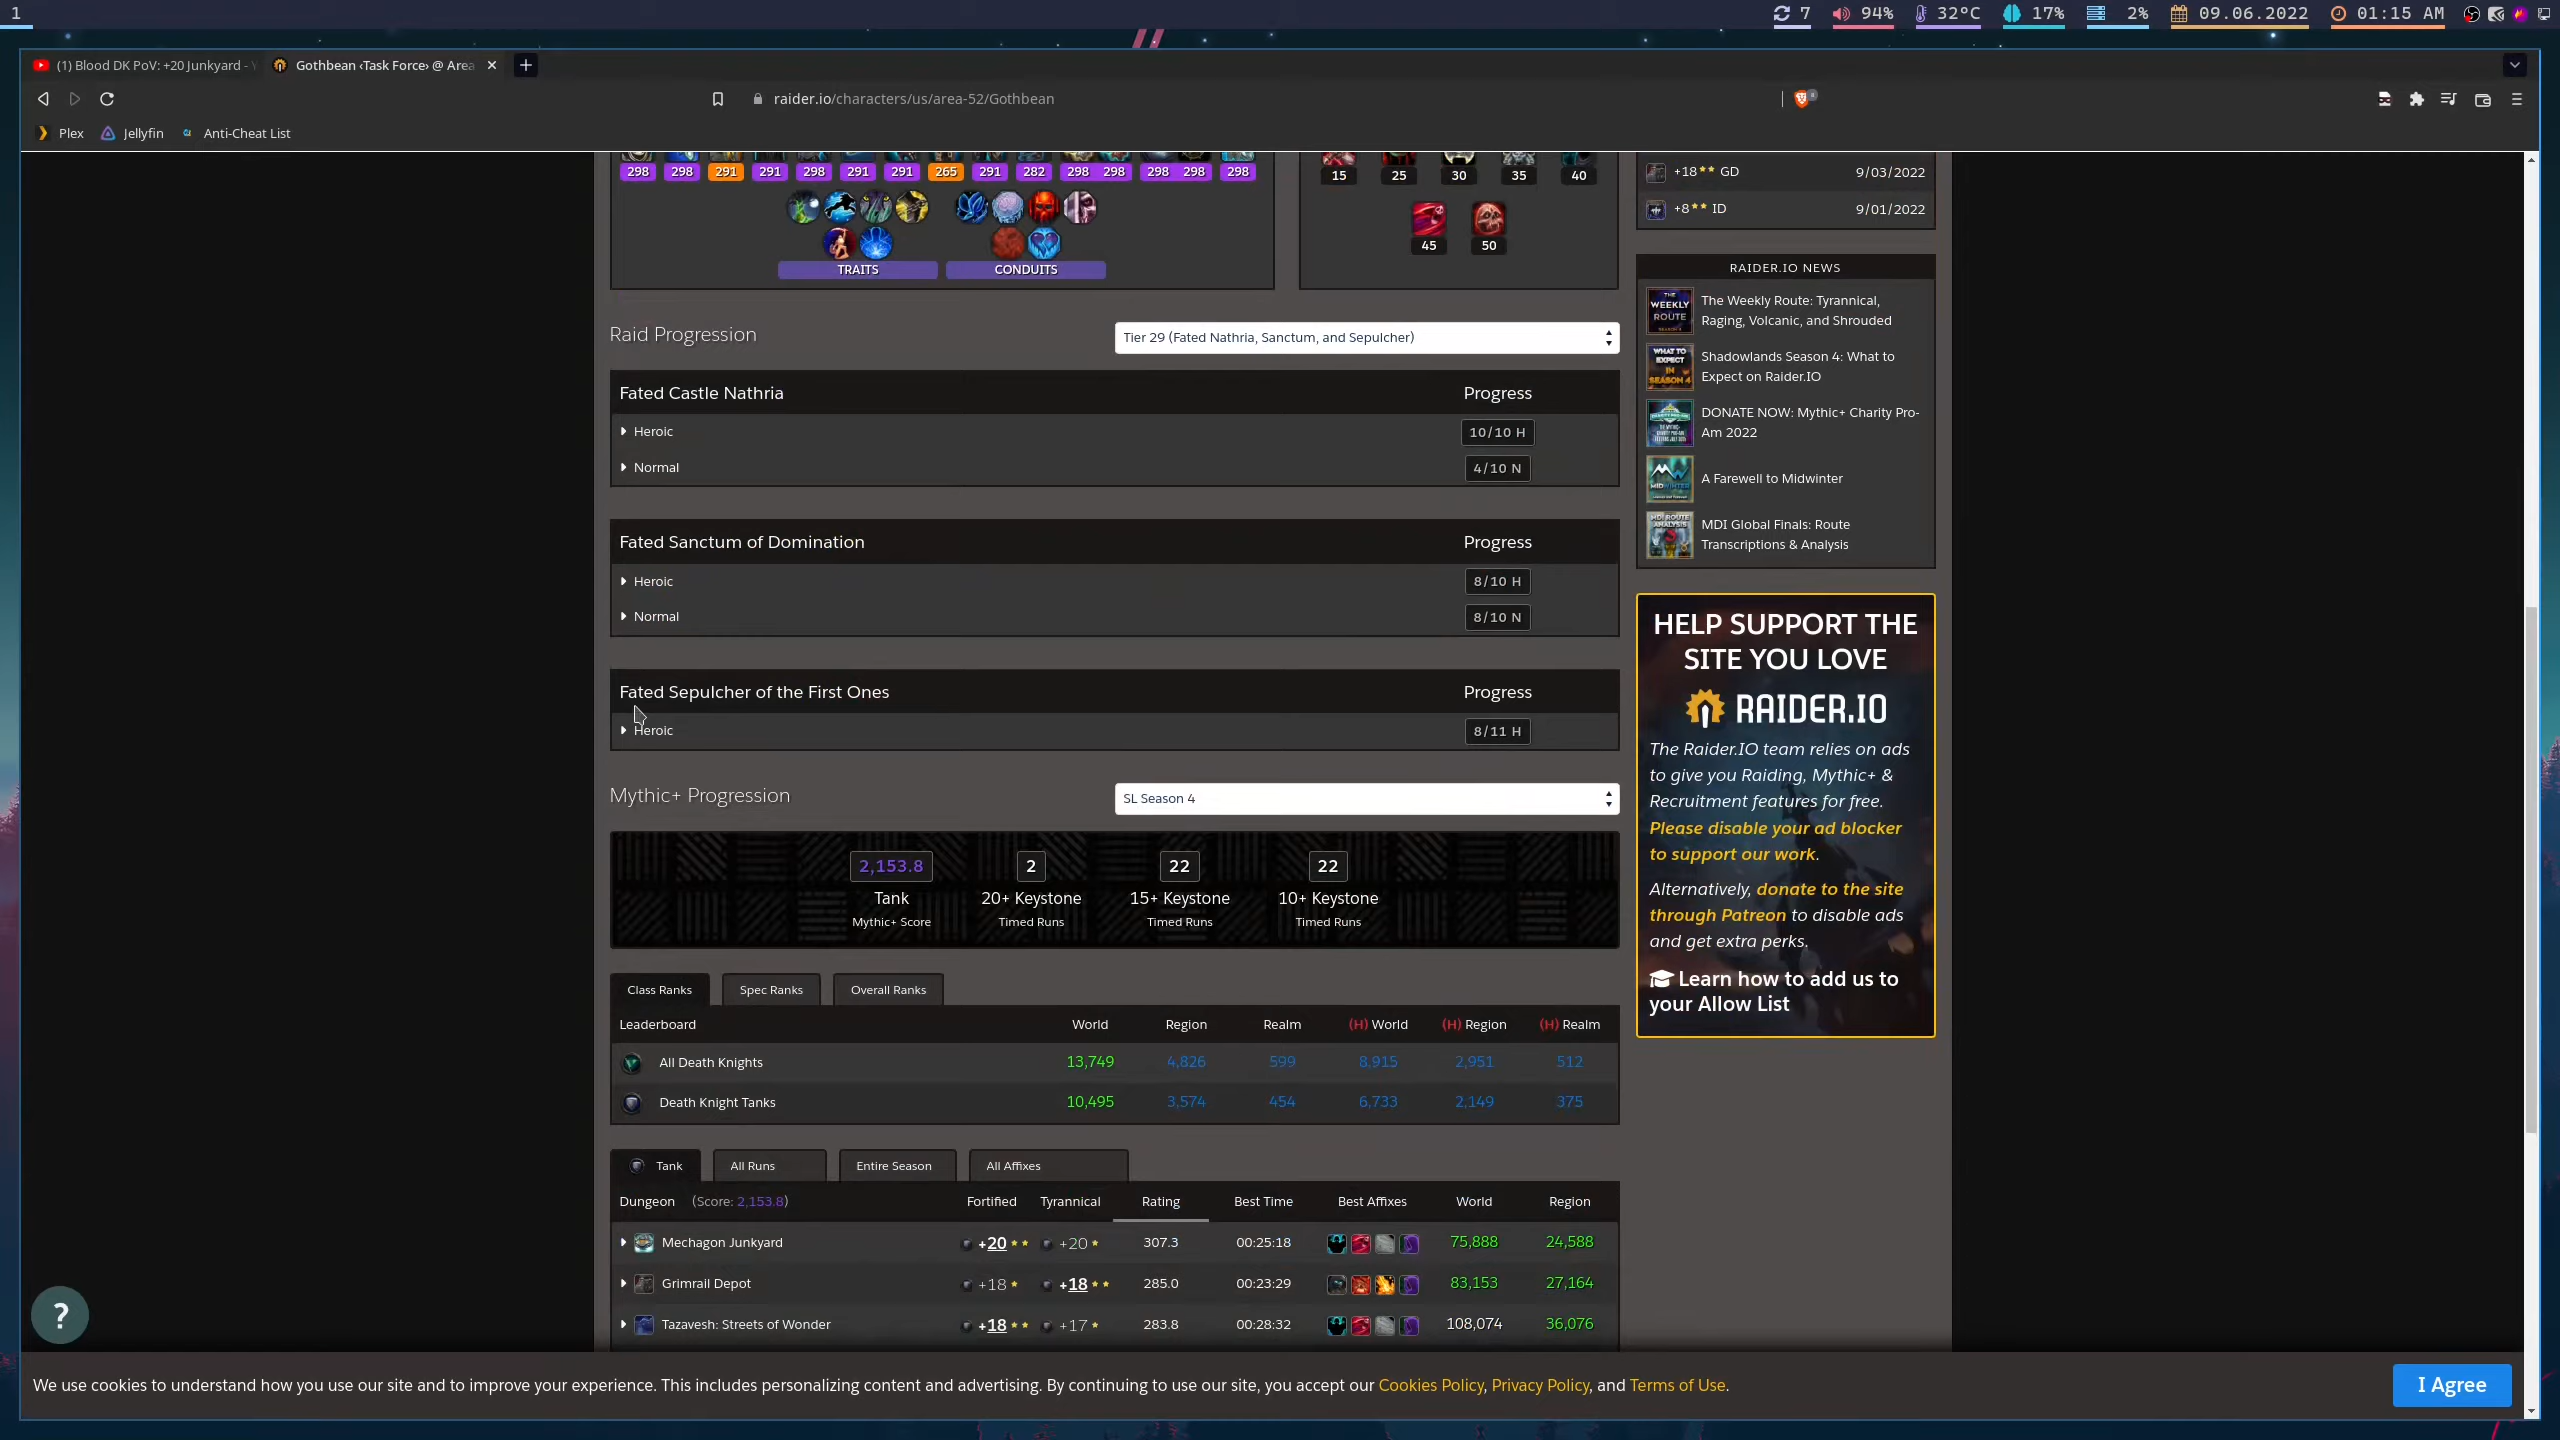 1
7 94% 32°C 17% 2% 09.06.2022 01:15 AM
(1) Blood DK PoV: +20 Junkyard - Y
Gothbean ‹Task Force› @ Area
raider.io/characters/us/area-52/Gothbean
Plex Jellyfin Anti-Cheat List
298 298 291 291 298 291 291 265 291 282 298 298 298 298 298
TRAITS CONDUITS
15 25 30 35 40
45 50
+18 GD 9/03/2022
+8 ID 9/01/2022
RAIDER.IO NEWS
The Weekly Route: Tyrannical,
Raging, Volcanic, and Shrouded
Shadowlands Season 4: What to
Expect on Raider.IO
DONATE NOW: Mythic+ Charity Pro-
Am 2022
A Farewell to Midwinter
MDI Global Finals: Route
Transcriptions & Analysis
Raid Progression
Tier 29 (Fated Nathria, Sanctum, and Sepulcher)
Fated Castle Nathria Progress
Heroic 10/10 H
Normal 4/10 N
Fated Sanctum of Domination Progress
Heroic 8/10 H
Normal 8/10 N
Fated Sepulcher of the First Ones Progress
Heroic 8/11 H
HELP SUPPORT THE
SITE YOU LOVE
RAIDER.IO
The Raider.IO team relies on ads
to give you Raiding, Mythic+ &
Recruitment features for free.
Please disable your ad blocker
to support our work.
Alternatively, donate to the site
through Patreon to disable ads
and get extra perks.
Learn how to add us to
your Allow List
Mythic+ Progression
SL Season 4
2,153.8 2 22 22
Tank 20+ Keystone 15+ Keystone 10+ Keystone
Mythic+ Score Timed Runs Timed Runs Timed Runs
Class Ranks Spec Ranks Overall Ranks
Leaderboard World Region Realm (H) World (H) Region (H) Realm
All Death Knights 13,749 4,826 599 8,915 2,951 512
Death Knight Tanks 10,495 3,574 454 6,733 2,149 375
Tank All Runs Entire Season All Affixes
Dungeon (Score: 2,153.8) Fortified Tyrannical Rating Best Time Best Affixes World Region
Mechagon Junkyard +20 +20 307.3 00:25:18 75,888 24,588
Grimrail Depot +18 +18 285.0 00:23:29 83,153 27,164
Tazavesh: Streets of Wonder +18 +17 283.8 00:28:32 108,074 36,076
?
We use cookies to understand how you use our site and to improve your experience. This includes personalizing content and advertising. By continuing to use our site, you accept our Cookies Policy, Privacy Policy, and Terms of Use.
I Agree